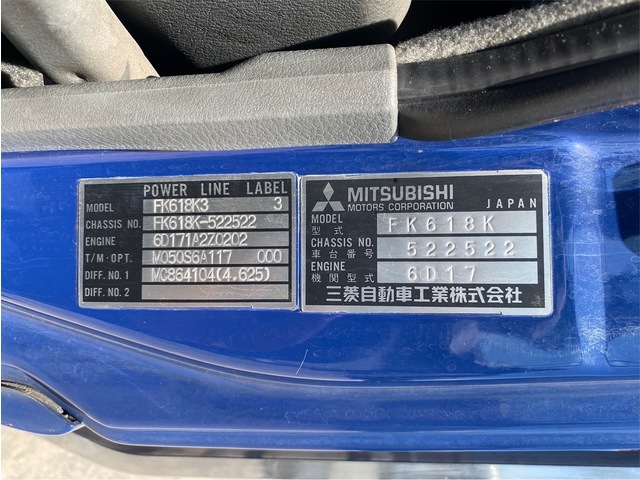 POWER LINE LABEL
MODEL FK618K3 3
CHASSIS NO. FK618K-522522
ENGINE 6D171A2Z0202
T/M·OPT. M050S6A117 000
DIFF. NO. 1 MC864104(4.625)
DIFF. NO. 2
MITSUBISHI
MOTORS CORPORATION JAPAN
MODEL
型式 FK618K
CHASSIS NO.
車台番号 522522
ENGINE
機関型式 6D17
三菱自動車工業株式会社